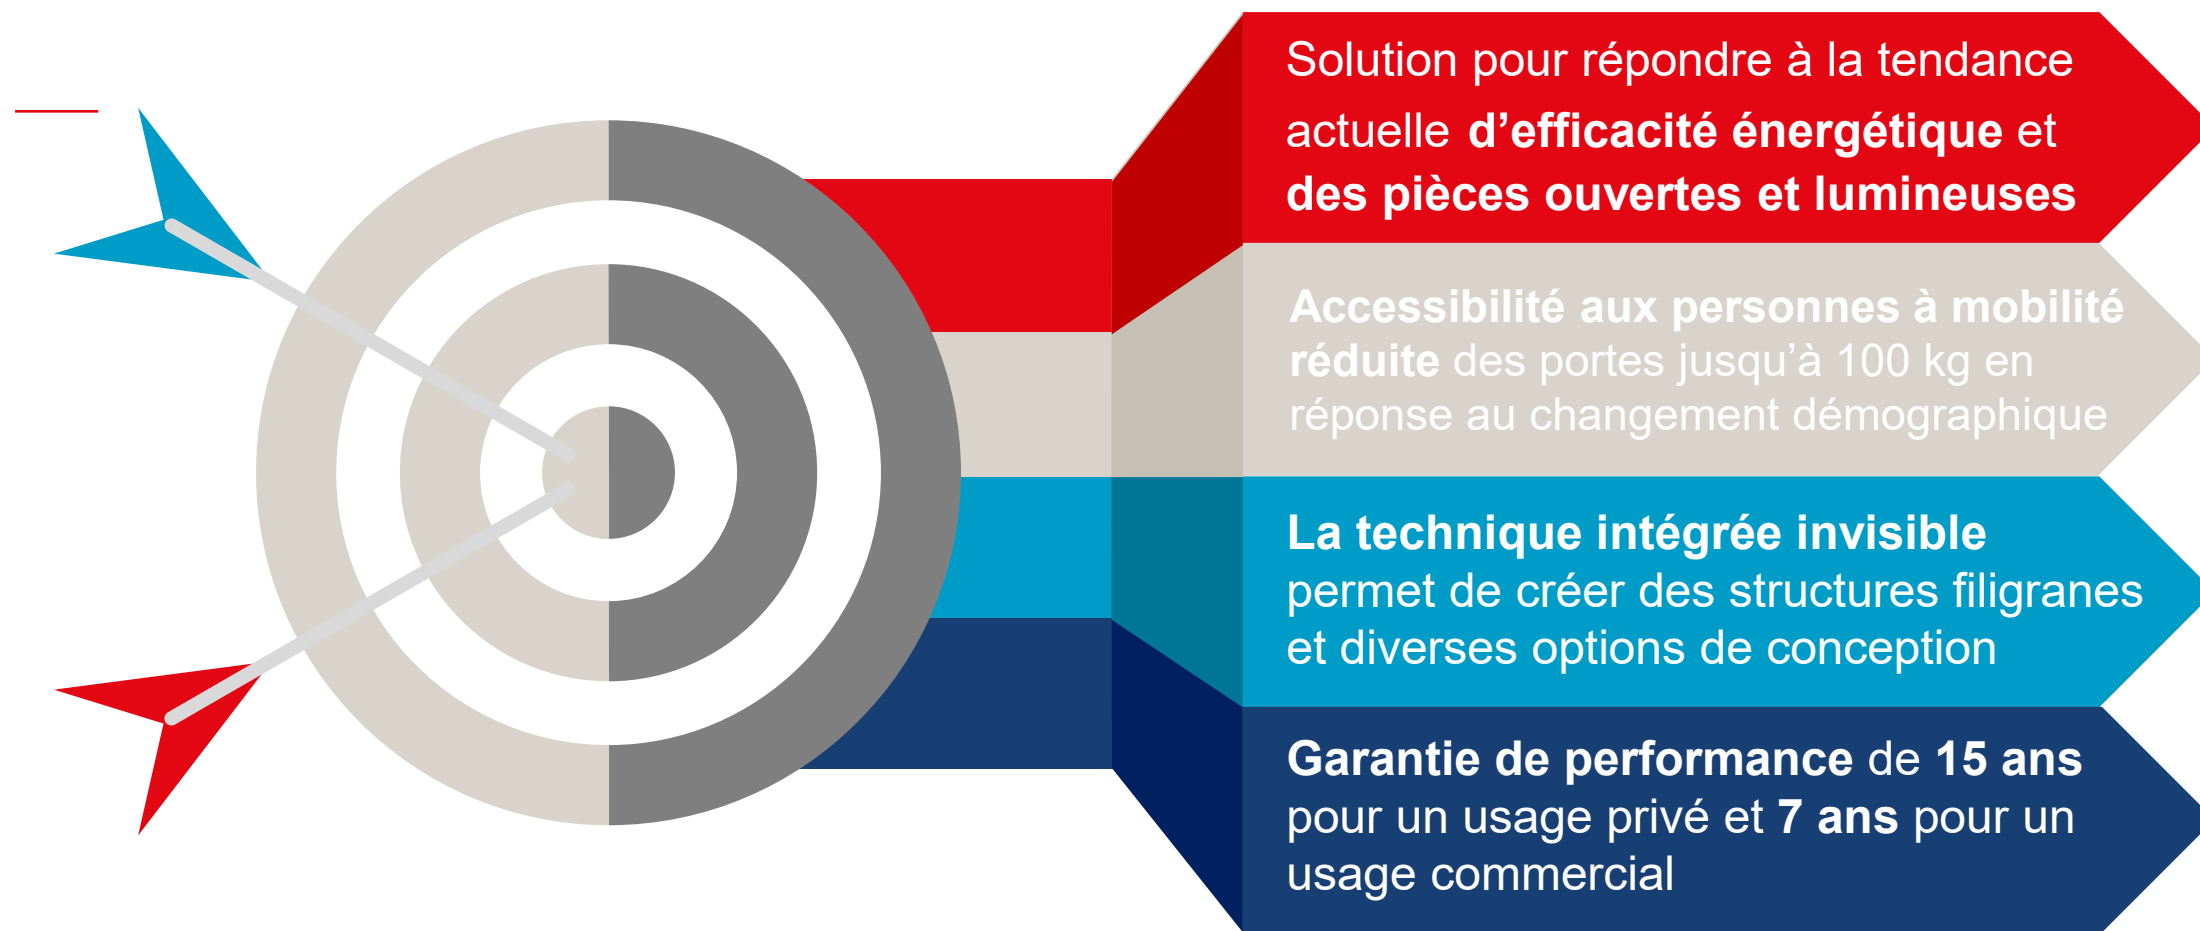 Solution pour répondre à la tendance
actuelle d’efficacité énergétique et
des pièces ouvertes et lumineuses
Accessibilité aux personnes à mobilité
réduite des portes jusqu’à 100 kg en
réponse au changement démographique
La technique intégrée invisible
permet de créer des structures filigranes
et diverses options de conception
Garantie de performance de 15 ans
pour un usage privé et 7 ans pour un
usage commercial